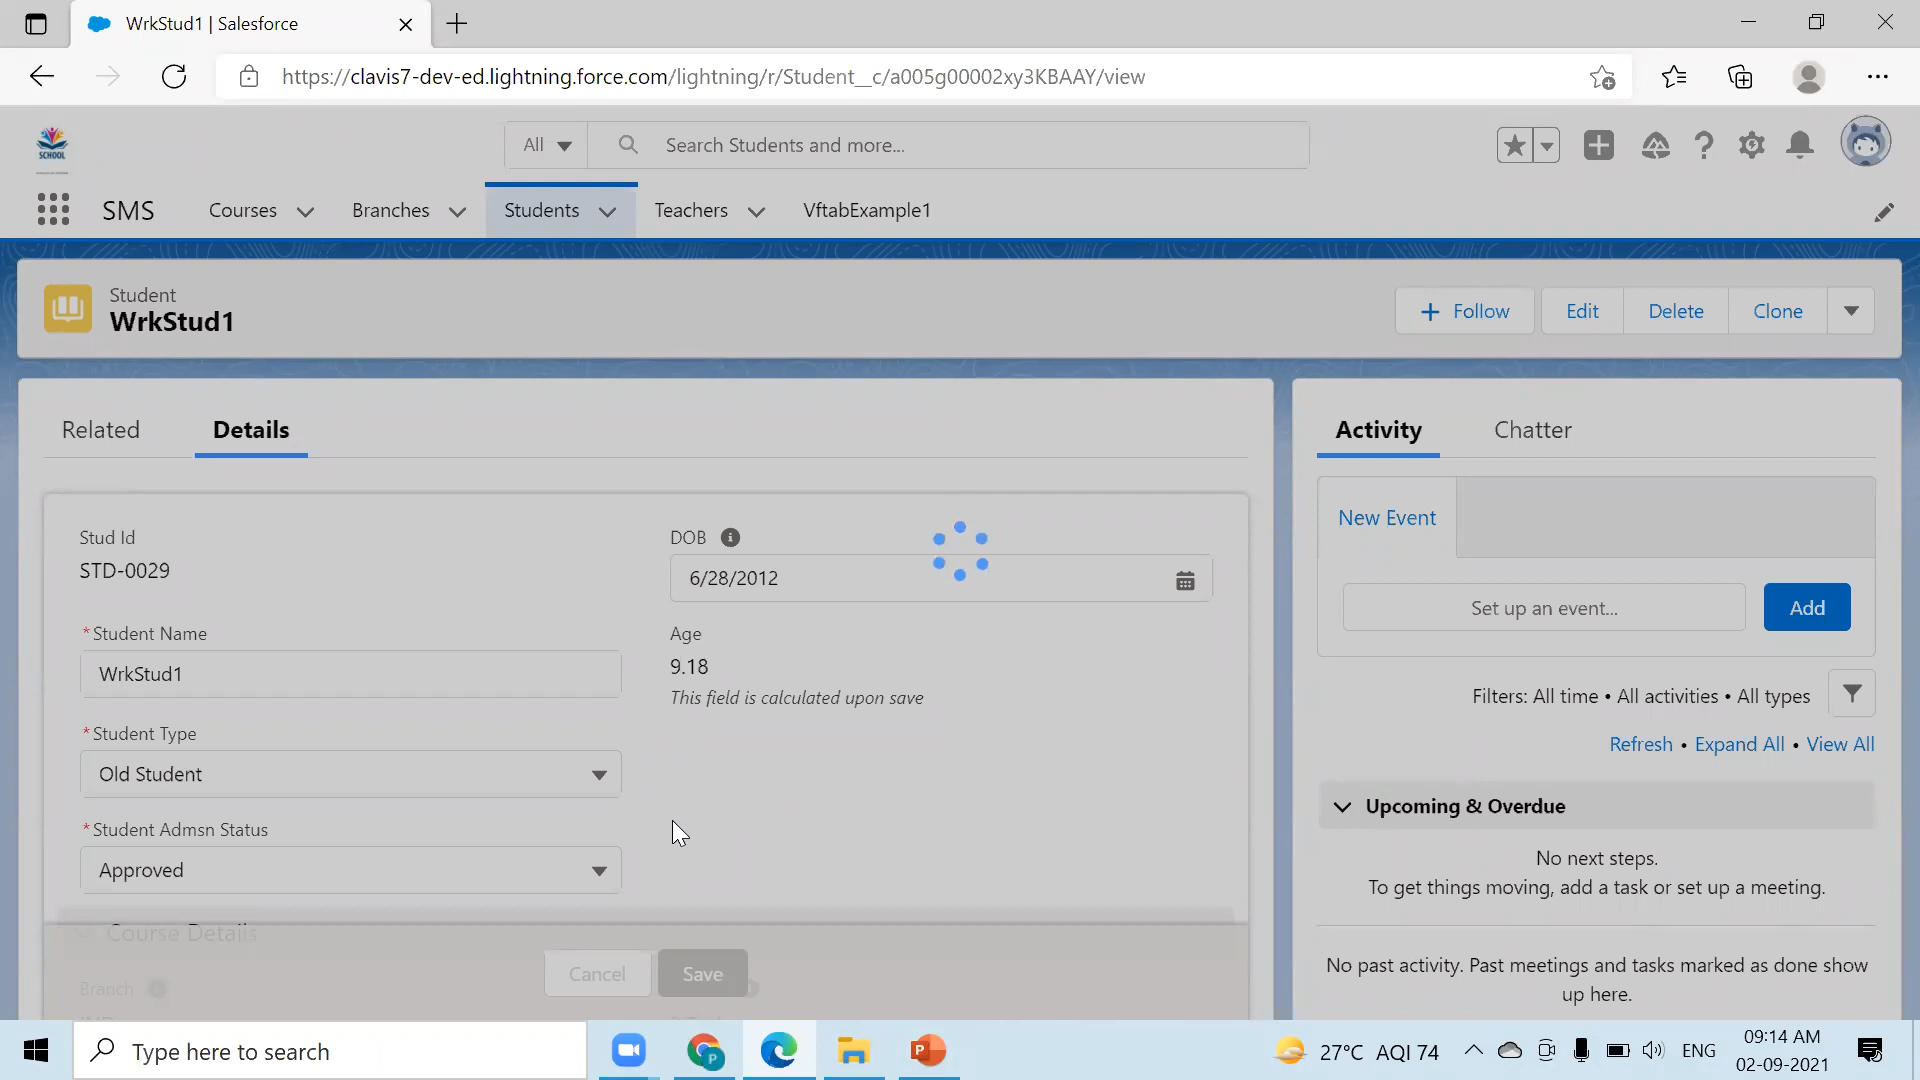 WrkStud1 | Salesforce
https://clavis7-dev-ed.lightning.force.com/lightning/r/Student__c/a005g00002xy3KBAAY/view
SCHOOL
All
Search Students and more...
SMS
Courses
Branches
Students
Teachers
VftabExample1
Student
WrkStud1
Follow
Edit
Delete
Clone
Related
Details
Activity
Chatter
Stud Id
STD-0029
DOB
6/28/2012
*Student Name
WrkStud1
Age
9.18
This field is calculated upon save
*Student Type
Old Student
*Student Admsn Status
Approved
Course Details
Branch
Cancel
Save
New Event
Set up an event...
Add
Filters: All time • All activities • All types
Refresh • Expand All • View All
Upcoming & Overdue
No next steps.
To get things moving, add a task or set up a meeting.
No past activity. Past meetings and tasks marked as done show
up here.
Type here to search
27°C AQI 74
ENG
09:14 AM
02-09-2021